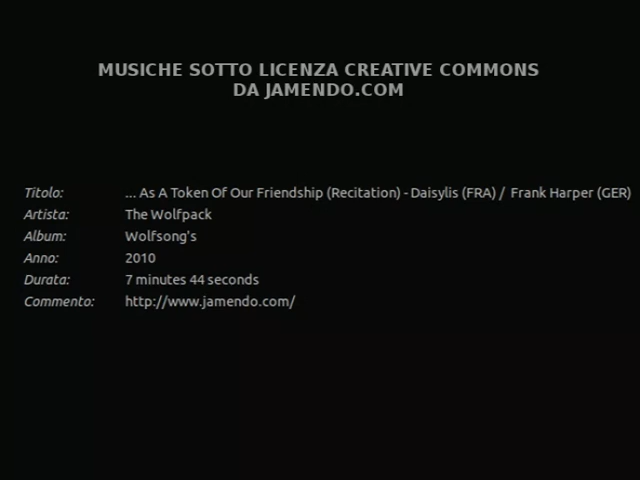 MUSICHE SOTTO LICENZA CREATIVE COMMONS
DA JAMENDO.COM
Titolo: ... As A Token Of Our Friendship (Recitation) - Daisylis (FRA) / Frank Harper (GER)
Artista: The Wolfpack
Album: Wolfsong's
Anno: 2010
Durata: 7 minutes 44 seconds
Commento: http://www.jamendo.com/